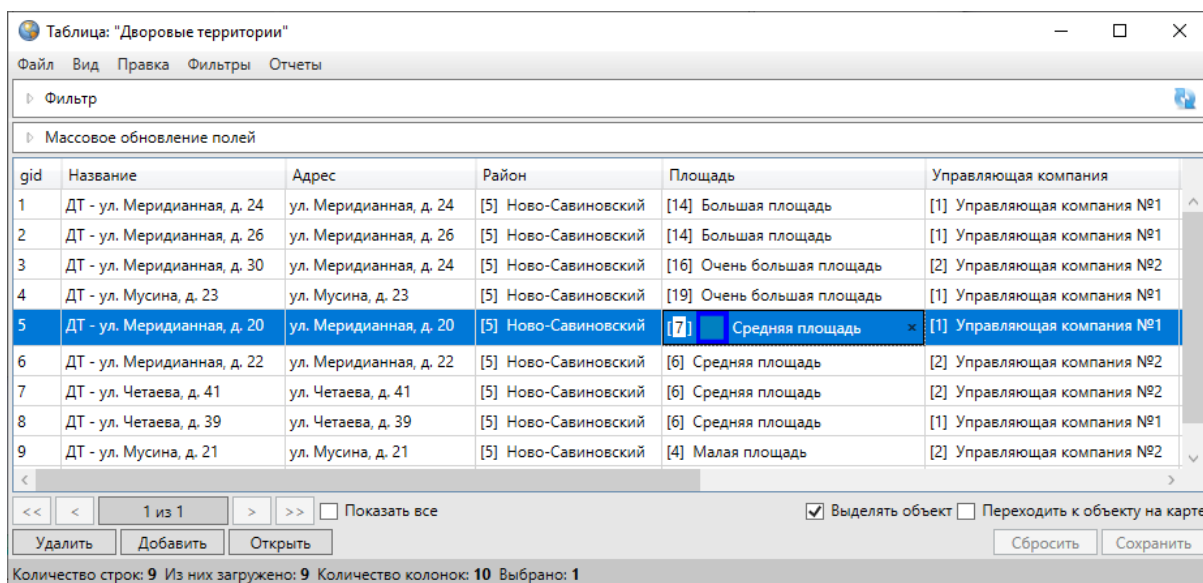 Таблица: "Дворовые территории"
Файл Вид Правка Фильтры Отчеты
Фильтр
Массовое обновление полей
gid Название Адрес Район Площадь Управляющая компания
1 ДТ - ул. Меридианная, д. 24 ул. Меридианная, д. 24 [5] Ново-Савиновский [14] Большая площадь [1] Управляющая компания №1
2 ДТ - ул. Меридианная, д. 26 ул. Меридианная, д. 26 [5] Ново-Савиновский [14] Большая площадь [1] Управляющая компания №1
3 ДТ - ул. Меридианная, д. 30 ул. Меридианная, д. 24 [5] Ново-Савиновский [16] Очень большая площадь [2] Управляющая компания №2
4 ДТ - ул. Мусина, д. 23 ул. Мусина, д. 23 [5] Ново-Савиновский [19] Очень большая площадь [1] Управляющая компания №1
5 ДТ - ул. Меридианная, д. 20 ул. Меридианная, д. 20 [5] Ново-Савиновский [7] Средняя площадь [1] Управляющая компания №1
6 ДТ - ул. Меридианная, д. 22 ул. Меридианная, д. 22 [5] Ново-Савиновский [6] Средняя площадь [2] Управляющая компания №2
7 ДТ - ул. Четаева, д. 41 ул. Четаева, д. 41 [5] Ново-Савиновский [6] Средняя площадь [2] Управляющая компания №2
8 ДТ - ул. Четаева, д. 39 ул. Четаева, д. 39 [5] Ново-Савиновский [6] Средняя площадь [1] Управляющая компания №1
9 ДТ - ул. Мусина, д. 21 ул. Мусина, д. 21 [5] Ново-Савиновский [4] Малая площадь [2] Управляющая компания №2
<< < 1 из 1 > >> Показать все Выделять объект Переходить к объекту на карте
Удалить Добавить Открыть Сбросить Сохранить
Количество строк: 9 Из них загружено: 9 Количество колонок: 10 Выбрано: 1